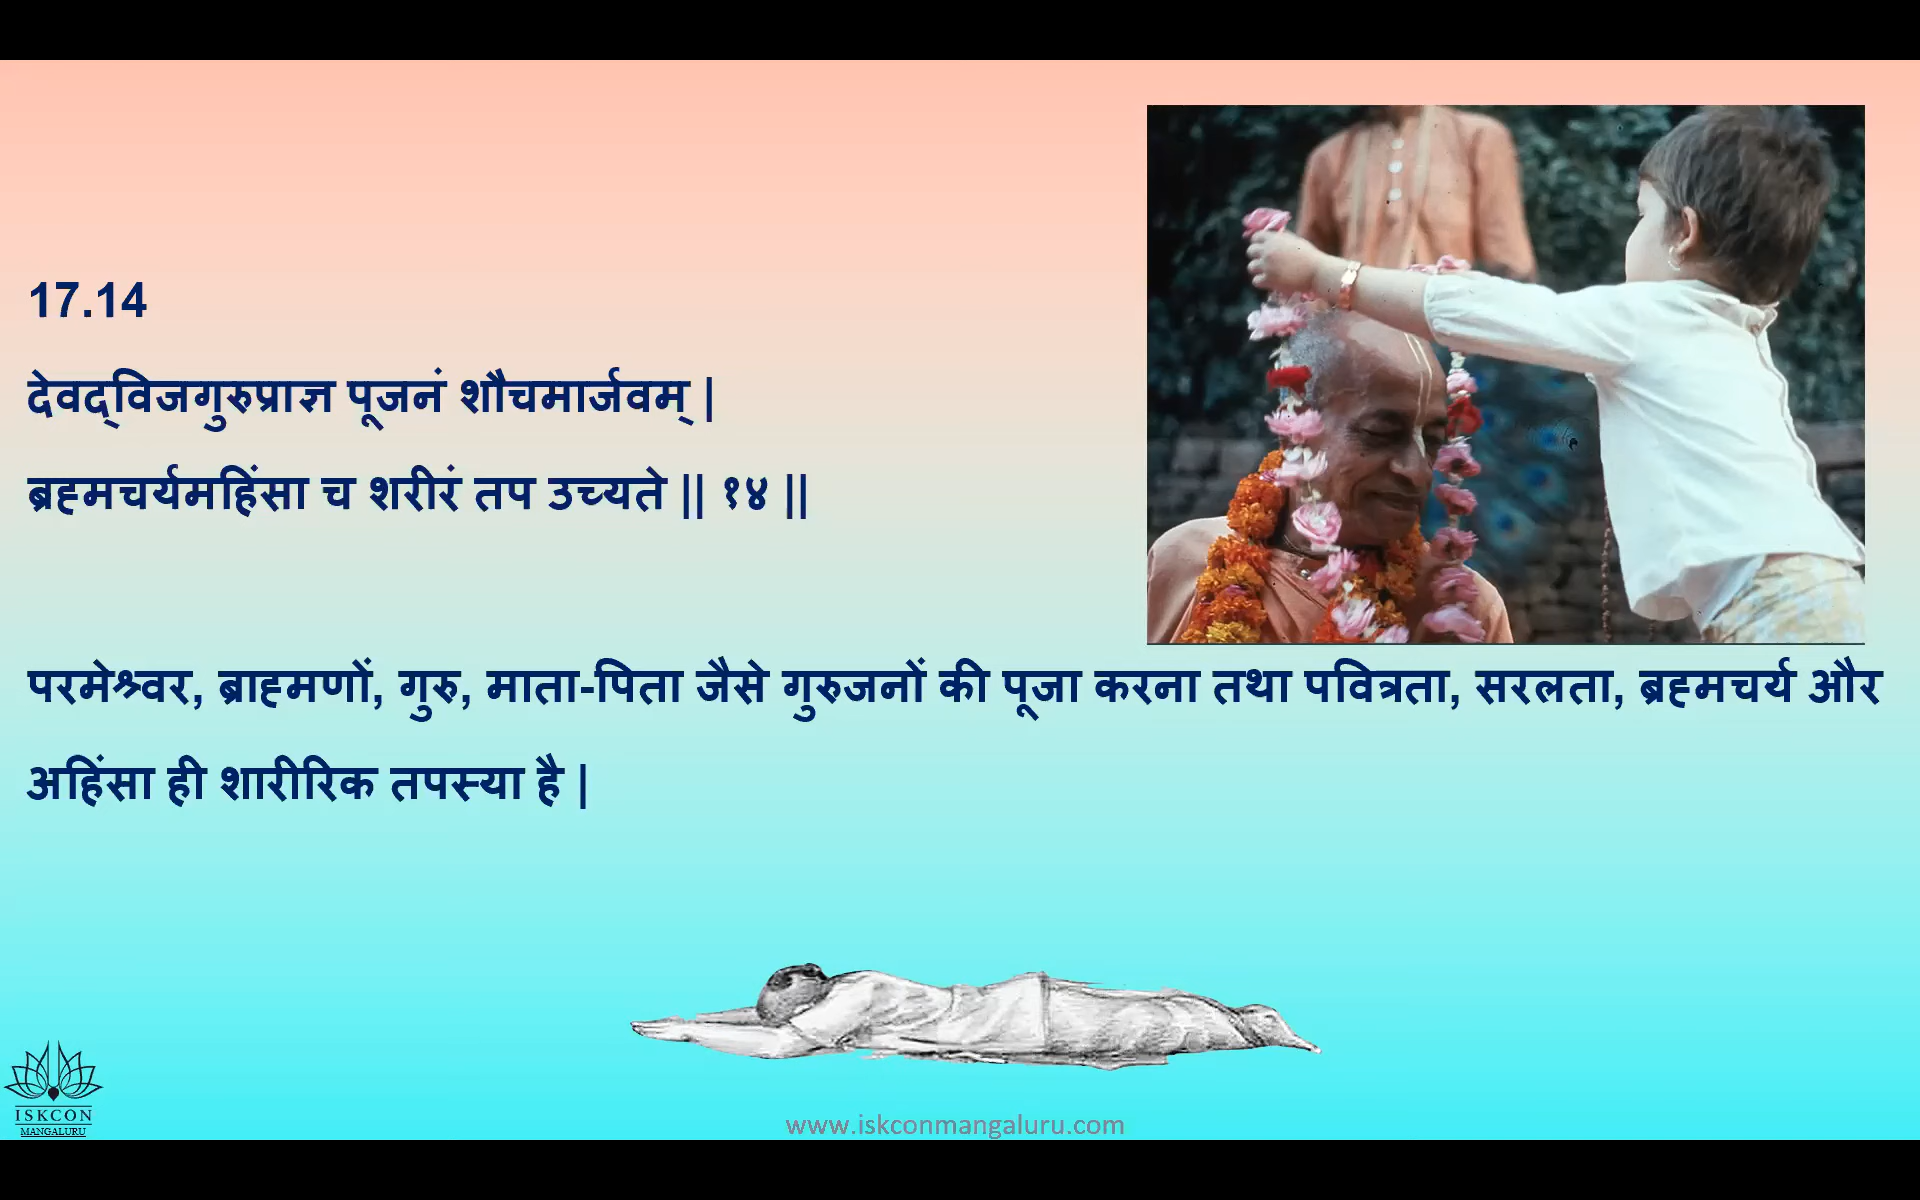 17.14
देवद्विजगुरुप्राज्ञ पूजनं शौचमार्जवम् |
ब्रह्मचर्यमहिंसा च शरीरं तप उच्यते || १४ ||
परमेश्र्वर, ब्राह्मणों, गुरु, माता-पिता जैसे गुरुजनों की पूजा करना तथा पवित्रता, सरलता, ब्रह्मचर्य और
अहिंसा ही शारीरिक तपस्या है |
ISKCON
MANGALURU
www.iskconmangaluru.com